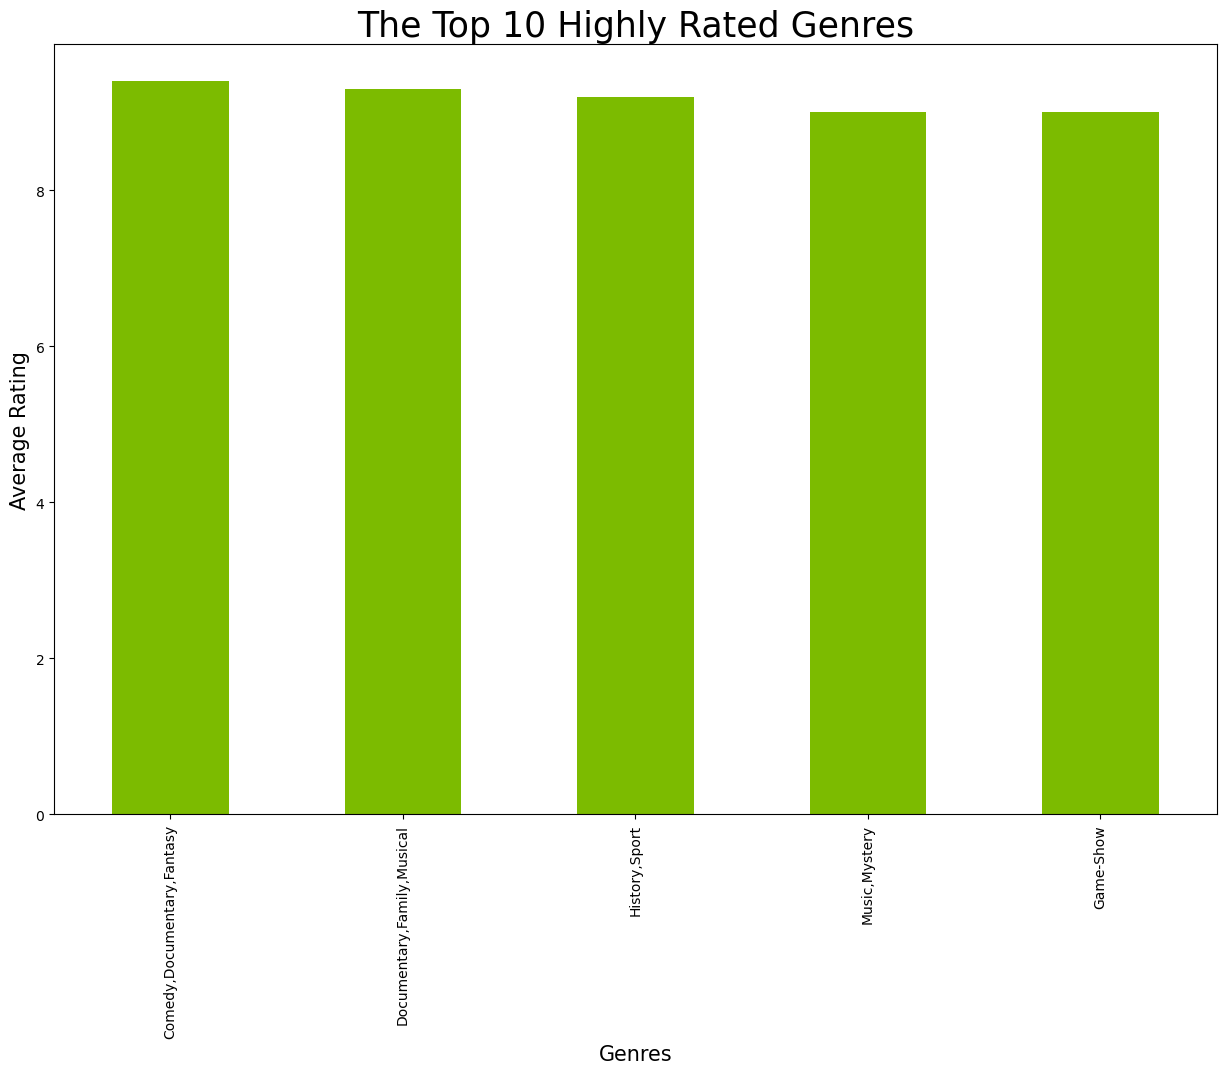 The Top 10 Highly Rated Genres
Average Rating
8
6
4
2
0
Comedy,Documentary,Fantasy
Documentary,Family,Musical
History,Sport
Music,Mystery
Game-Show
Genres